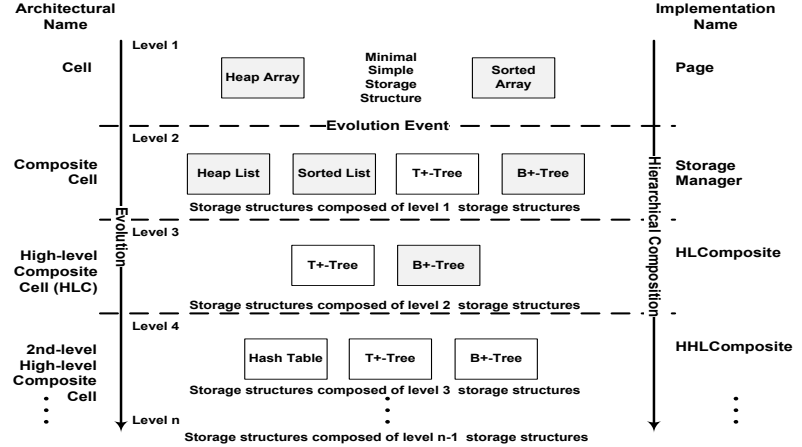 Architectural
Name
Implementation
Name
Level 1
Cell
Heap Array
Minimal
Simple
Storage
Structure
Sorted
Array
Page
Evolution Event
Level 2
Composite
Cell
Heap List
Sorted List
T+-Tree
B+-Tree
Storage
Manager
Storage structures composed of level 1 storage structures
Evolution
Hierarchical Composition
Level 3
High-level
Composite
Cell (HLC)
T+-Tree
B+-Tree
HLComposite
Storage structures composed of level 2 storage structures
Level 4
2nd-level
High-level
Composite
Cell
Hash Table
T+-Tree
B+-Tree
HHLComposite
Storage structures composed of level 3 storage structures
Level n
Storage structures composed of level n-1 storage structures